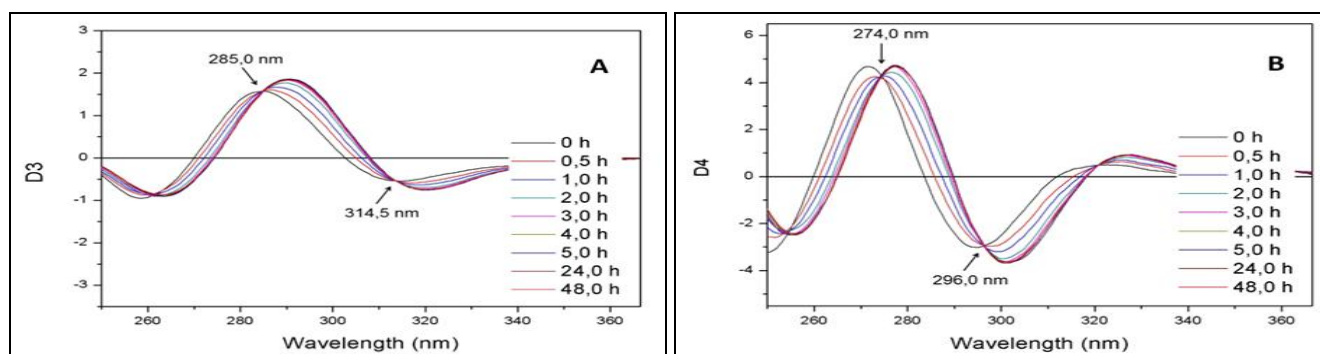 3
2
1
0
-1
-2
-3
D3
285,0 nm
A
314,5 nm
0 h
0,5 h
1,0 h
2,0 h
3,0 h
4,0 h
5,0 h
24,0 h
48,0 h
260
280
300
320
340
360
Wavelength (nm)
6
4
2
0
-2
-4
D4
274,0 nm
B
296,0 nm
0 h
0,5 h
1,0 h
2,0 h
3,0 h
4,0 h
5,0 h
24,0 h
48,0 h
260
280
300
320
340
360
Wavelength (nm)